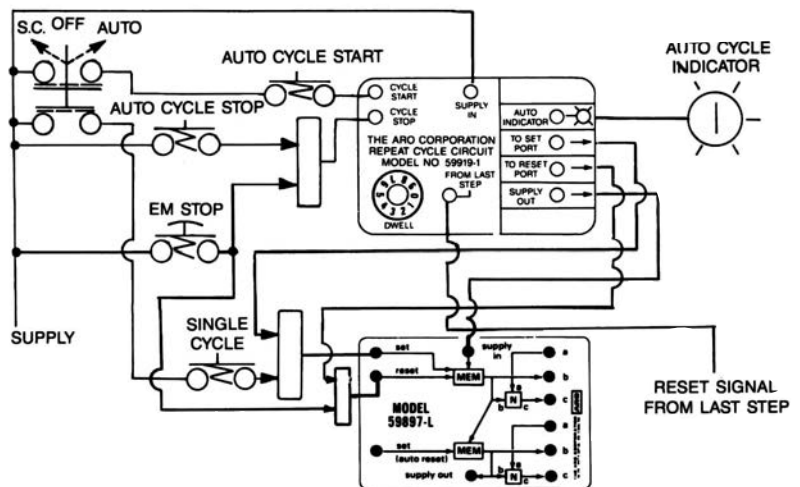 S.C. OFF AUTO
AUTO CYCLE START
AUTO CYCLE
INDICATOR
CYCLE
START
SUPPLY
IN
AUTO
INDICATOR
AUTO CYCLE STOP
CYCLE
STOP
TO SET
PORT
THE ARO CORPORATION
REPEAT CYCLE CIRCUIT
MODEL NO 59919-1
TO RESET
PORT
FROM LAST
STEP
SUPPLY
OUT
DWELL
EM STOP
SUPPLY
SINGLE
CYCLE
set
supply
in
a
reset
MEM
b
a
N
b
c
c
ARO
MODEL
59897-L
a
set
(auto reset)
MEM
b
supply out
b
a
N
c
c
RESET SIGNAL
FROM LAST STEP